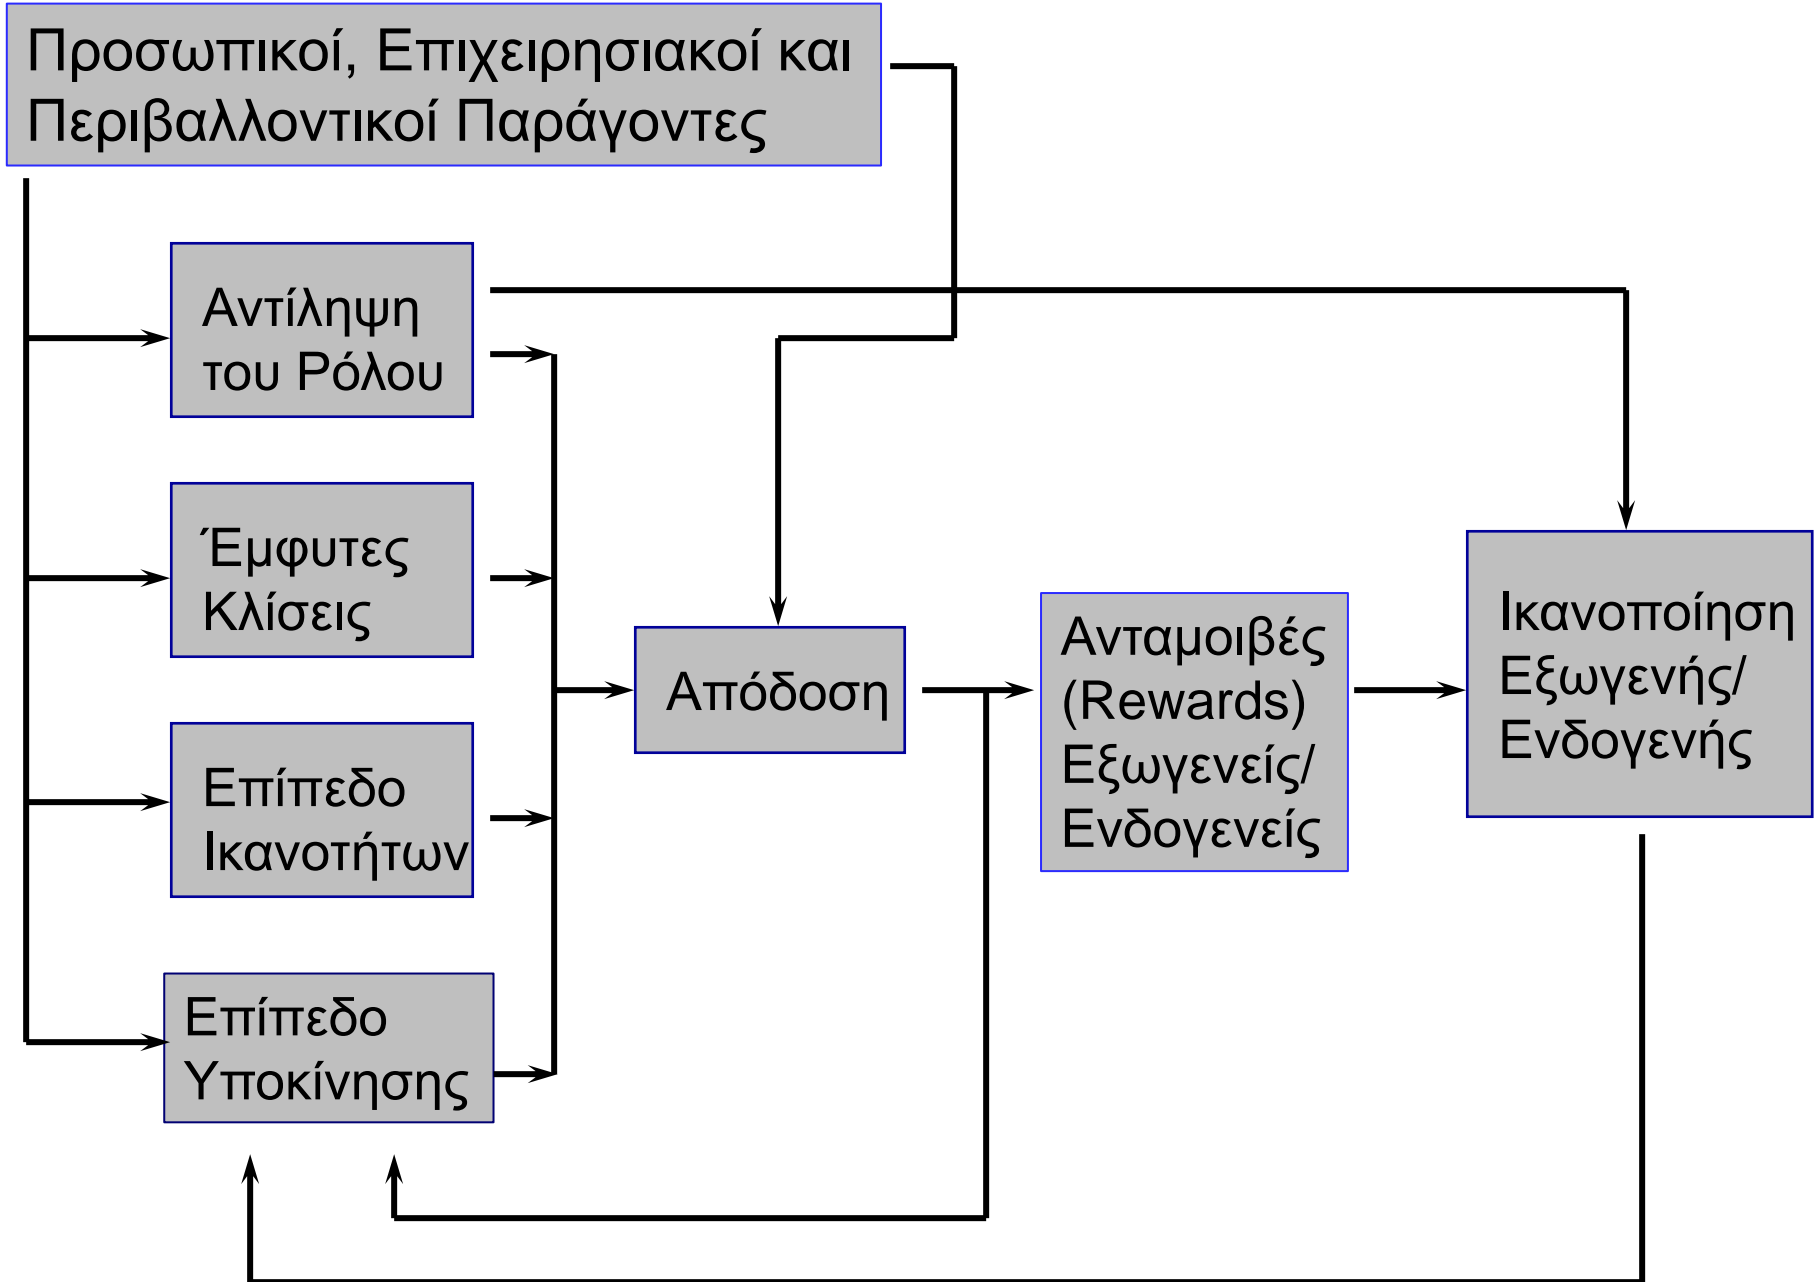 Προσωπικοί, Επιχειρησιακοί και
Περιβαλλοντικοί Παράγοντες
Αντίληψη
του Ρόλου
Έμφυτες
Κλίσεις
Επίπεδο
Ικανοτήτων
Επίπεδο
Υποκίνησης
Απόδοση
Ανταμοιβές
(Rewards)
Εξωγενείς/
Ενδογενείς
Ικανοποίηση
Εξωγενής/
Ενδογενής